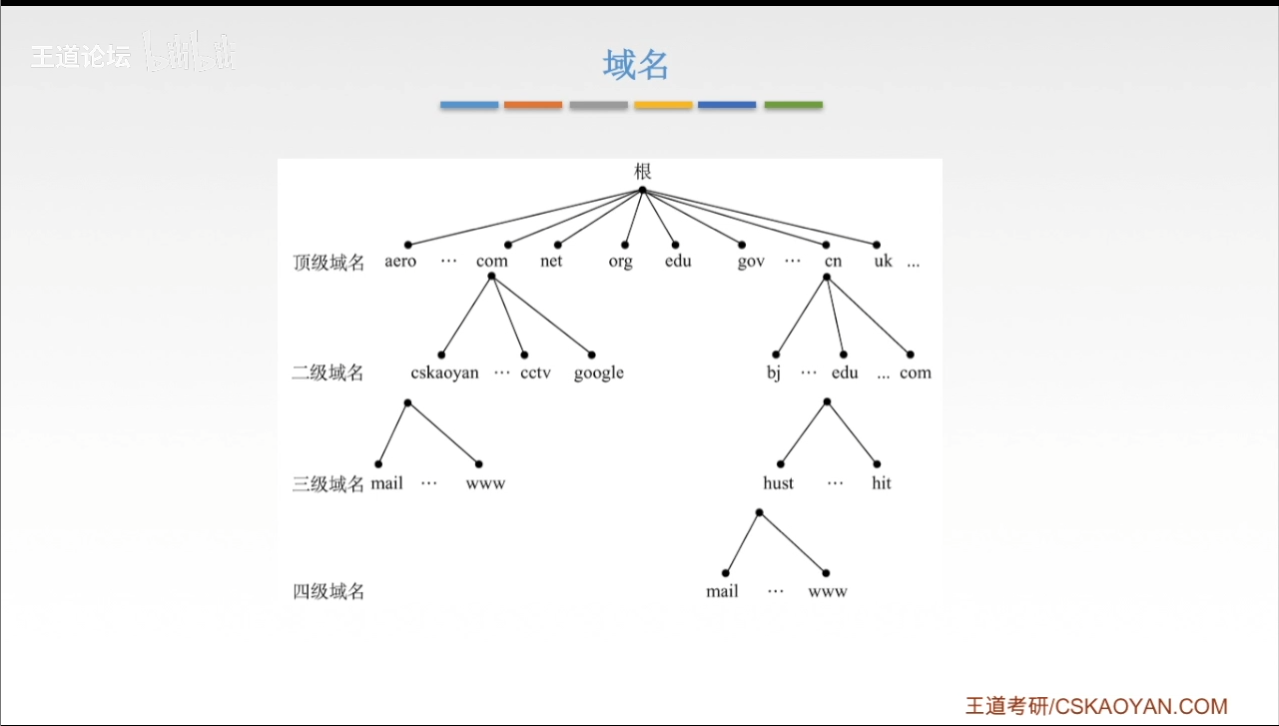 王道论坛 bilibili
域名
根
顶级域名 aero … com net org edu gov … cn uk ...
二级域名 cskaoyan … cctv google bj … edu ... com
三级域名 mail … www hust … hit
四级域名 mail … www
王道考研/CSKAOYAN.COM